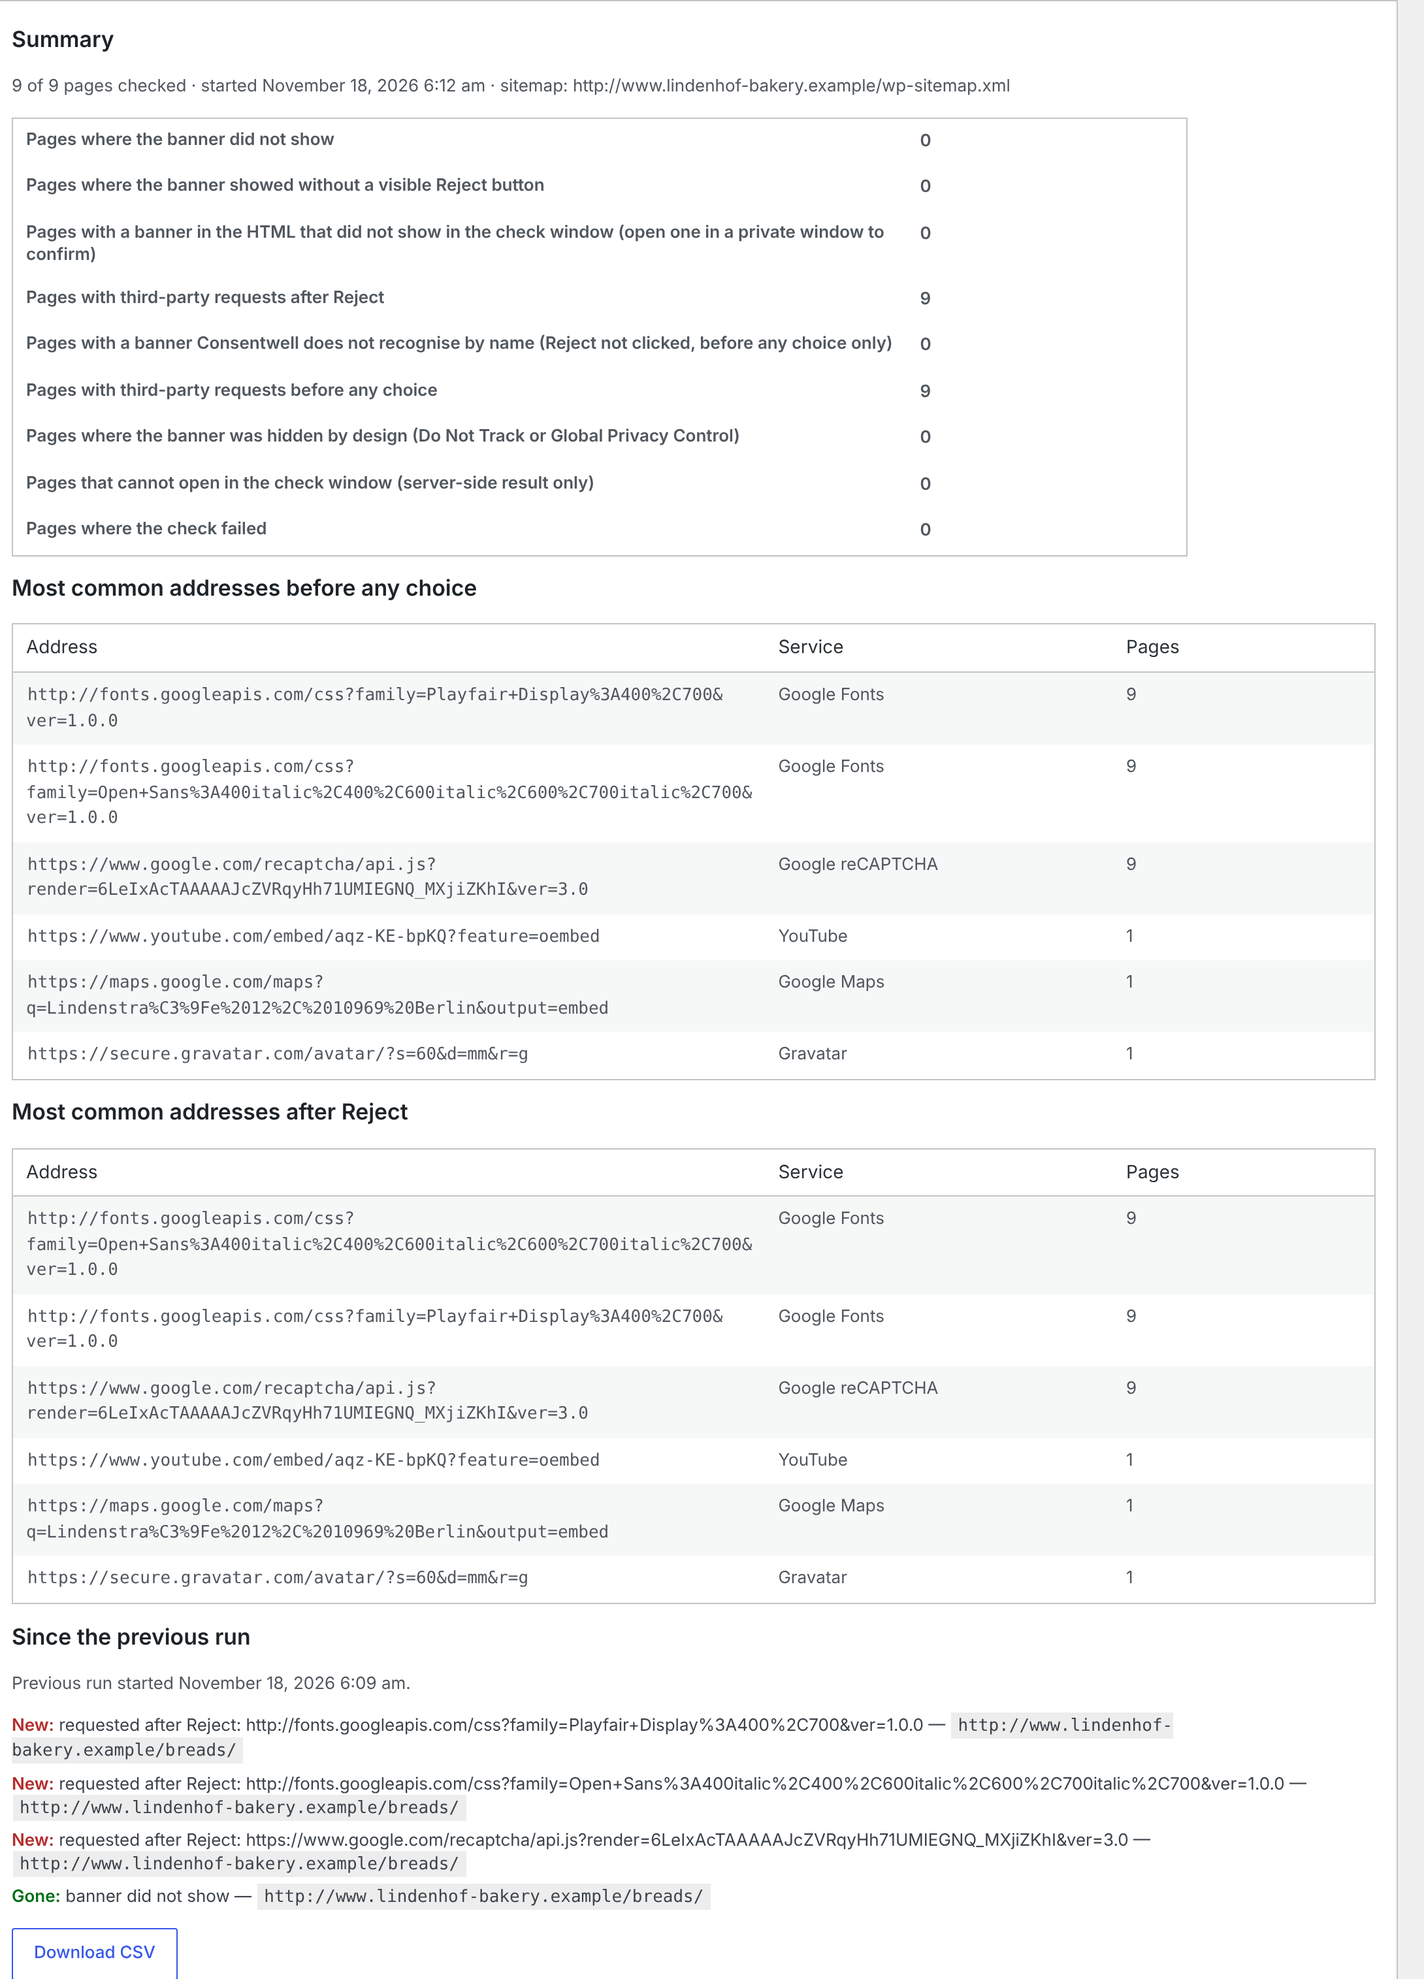 Summary
9 of 9 pages checked · started November 18, 2026 6:12 am · sitemap: http://www.lindenhof-bakery.example/wp-sitemap.xml
Pages where the banner did not show 0
Pages where the banner showed without a visible Reject button 0
Pages with a banner in the HTML that did not show in the check window (open one in a private window to 0
confirm)
Pages with third-party requests after Reject 9
Pages with a banner Consentwell does not recognise by name (Reject not clicked, before any choice only) 0
Pages with third-party requests before any choice 9
Pages where the banner was hidden by design (Do Not Track or Global Privacy Control) 0
Pages that cannot open in the check window (server-side result only) 0
Pages where the check failed 0
Most common addresses before any choice
Address Service Pages
http://fonts.googleapis.com/css?family=Playfair+Display%3A400%2C700& Google Fonts 9
ver=1.0.0
http://fonts.googleapis.com/css? Google Fonts 9
family=Open+Sans%3A400italic%2C400%2C600italic%2C600%2C700italic%2C700&
ver=1.0.0
https://www.google.com/recaptcha/api.js? Google reCAPTCHA 9
render=6LeIxAcTAAAAAJcZVRqyHh71UMIEGNQ_MXjiZKhI&ver=3.0
https://www.youtube.com/embed/aqz-KE-bpKQ?feature=oembed YouTube 1
https://maps.google.com/maps? Google Maps 1
q=Lindenstra%C3%9Fe%2012%2C%2010969%20Berlin&output=embed
https://secure.gravatar.com/avatar/?s=60&d=mm&r=g Gravatar 1
Most common addresses after Reject
Address Service Pages
http://fonts.googleapis.com/css? Google Fonts 9
family=Open+Sans%3A400italic%2C400%2C600italic%2C600%2C700italic%2C700&
ver=1.0.0
http://fonts.googleapis.com/css?family=Playfair+Display%3A400%2C700& Google Fonts 9
ver=1.0.0
https://www.google.com/recaptcha/api.js? Google reCAPTCHA 9
render=6LeIxAcTAAAAAJcZVRqyHh71UMIEGNQ_MXjiZKhI&ver=3.0
https://www.youtube.com/embed/aqz-KE-bpKQ?feature=oembed YouTube 1
https://maps.google.com/maps? Google Maps 1
q=Lindenstra%C3%9Fe%2012%2C%2010969%20Berlin&output=embed
https://secure.gravatar.com/avatar/?s=60&d=mm&r=g Gravatar 1
Since the previous run
Previous run started November 18, 2026 6:09 am.
New: requested after Reject: http://fonts.googleapis.com/css?family=Playfair+Display%3A400%2C700&ver=1.0.0 — http://www.lindenhof-
bakery.example/breads/
New: requested after Reject: http://fonts.googleapis.com/css?family=Open+Sans%3A400italic%2C400%2C600italic%2C600%2C700italic%2C700&ver=1.0.0 —
http://www.lindenhof-bakery.example/breads/
New: requested after Reject: https://www.google.com/recaptcha/api.js?render=6LeIxAcTAAAAAJcZVRqyHh71UMIEGNQ_MXjiZKhI&ver=3.0 —
http://www.lindenhof-bakery.example/breads/
Gone: banner did not show — http://www.lindenhof-bakery.example/breads/
Download CSV